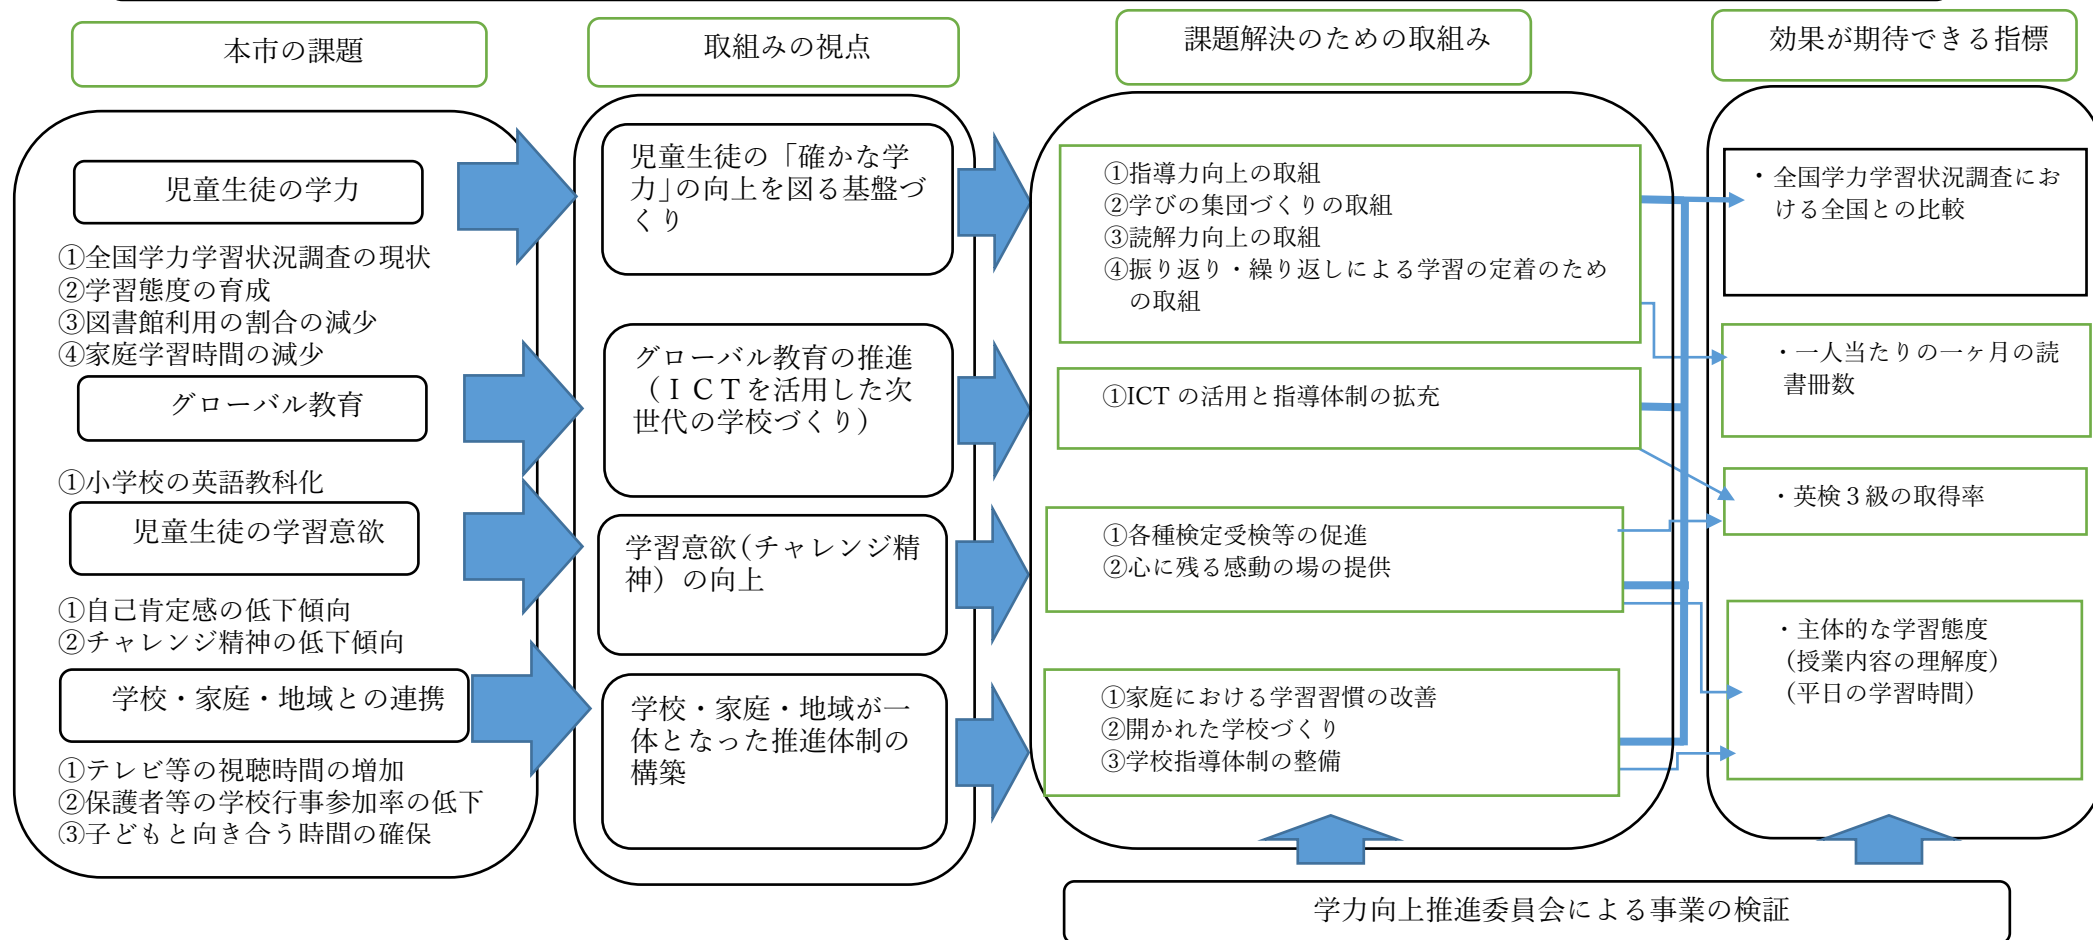 本市の課題
取組みの視点
課題解決のための取組み
効果が期待できる指標
児童生徒の学力
①全国学力学習状況調査の現状
②学習態度の育成
③図書館利用の割合の減少
④家庭学習時間の減少
グローバル教育
①小学校の英語教科化
児童生徒の学習意欲
①自己肯定感の低下傾向
②チャレンジ精神の低下傾向
学校・家庭・地域との連携
①テレビ等の視聴時間の増加
②保護者等の学校行事参加率の低下
③子どもと向き合う時間の確保
児童生徒の「確かな学
力」の向上を図る基盤づ
くり
グローバル教育の推進
（ＩＣＴを活用した次
世代の学校づくり）
学習意欲(チャレンジ精
神）の向上
学校・家庭・地域が一
体となった推進体制の
構築
①指導力向上の取組
②学びの集団づくりの取組
③読解力向上の取組
④振り返り・繰り返しによる学習の定着のため
の取組
①ICT の活用と指導体制の拡充
①各種検定受検等の促進
②心に残る感動の場の提供
①家庭における学習習慣の改善
②開かれた学校づくり
③学校指導体制の整備
・全国学力学習状況調査にお
ける全国との比較
・一人当たりの一ヶ月の読
書冊数
・英検３級の取得率
・主体的な学習態度
（授業内容の理解度）
（平日の学習時間）
学力向上推進委員会による事業の検証